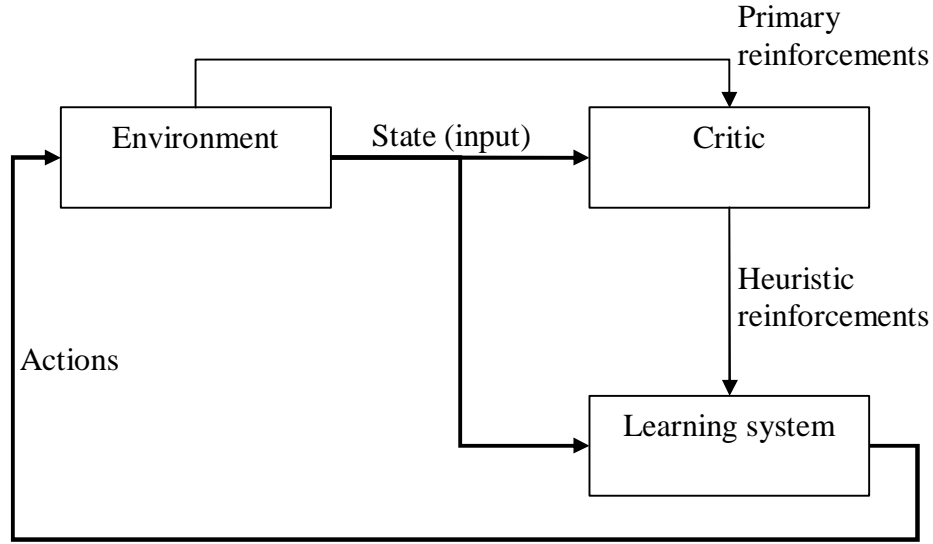 Primary
reinforcements
Environment
State (input)
Critic
Heuristic
reinforcements
Actions
Learning system